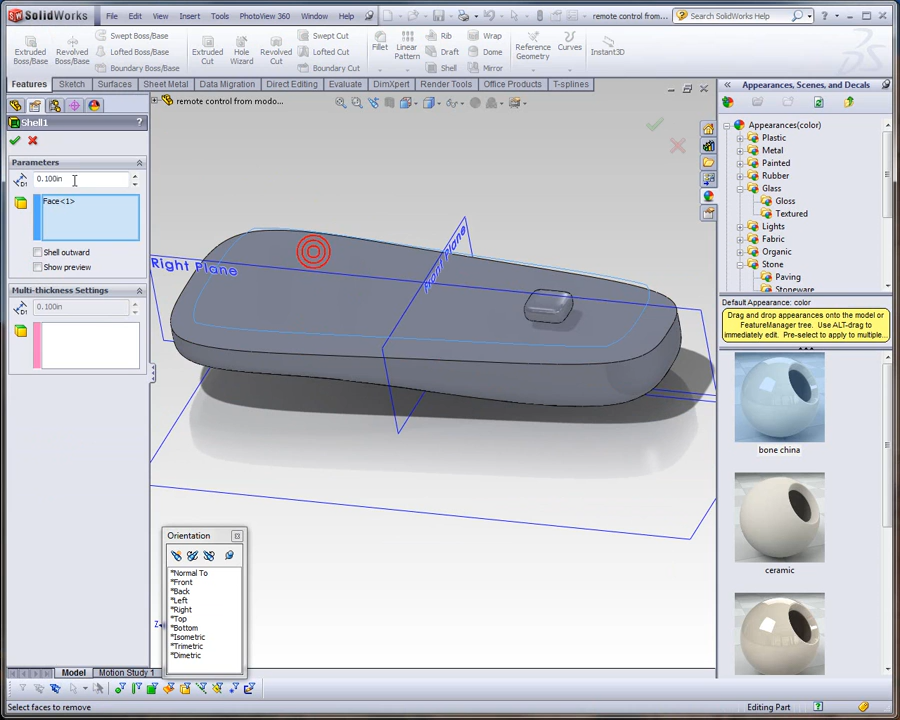 SolidWorks
File Edit View Insert Tools PhotoView 360 Window Help
remote control from...
Search SolidWorks Help
Extruded Boss/Base
Revolved Boss/Base
Swept Boss/Base
Lofted Boss/Base
Boundary Boss/Base
Extruded Cut
Hole Wizard
Revolved Cut
Swept Cut
Lofted Cut
Boundary Cut
Fillet
Linear Pattern
Rib
Draft
Shell
Wrap
Dome
Mirror
Reference Geometry
Curves
Instant3D
Features Sketch Surfaces Sheet Metal Data Migration Direct Editing Evaluate DimXpert Render Tools Office Products T-splines
remote control from modo...
Shell1
?
Parameters
D1
0.100in
Face<1>
Shell outward
Show preview
Multi-thickness Settings
D1
0.100in
Right Plane
Orientation
*Normal To
*Front
*Back
*Left
*Right
*Top
*Bottom
*Isometric
*Trimetric
*Dimetric
Z
Appearances, Scenes, and Decals
Appearances(color)
Plastic
Metal
Painted
Rubber
Glass
Gloss
Textured
Lights
Fabric
Organic
Stone
Paving
Stoneware
Default Appearance: color
Drag and drop appearances onto the model or
FeatureManager tree. Use ALT-drag to
immediately edit. Pre-select to apply to multiple...
bone china
ceramic
Model Motion Study 1
Select faces to remove
Editing Part